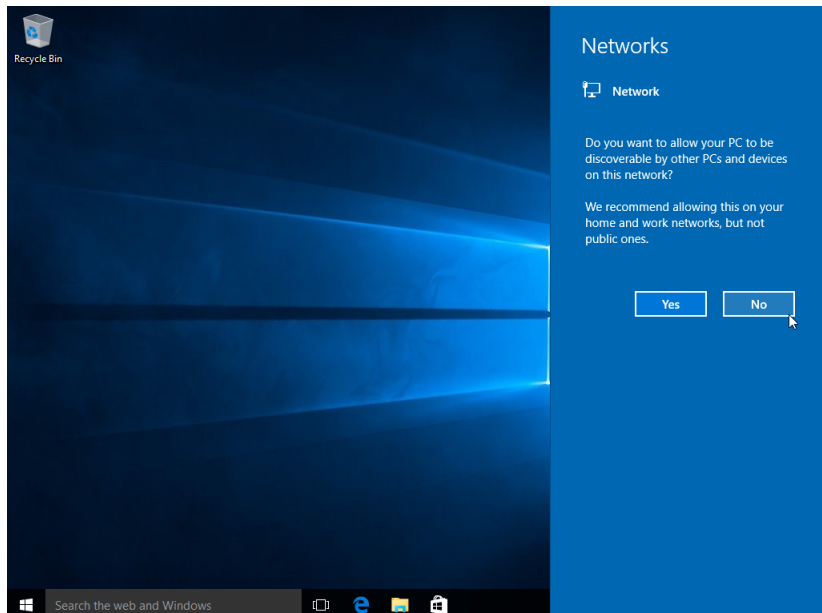 Recycle Bin
Networks
Network
Do you want to allow your PC to be
discoverable by other PCs and devices
on this network?
We recommend allowing this on your
home and work networks, but not
public ones.
Yes No
Search the web and Windows